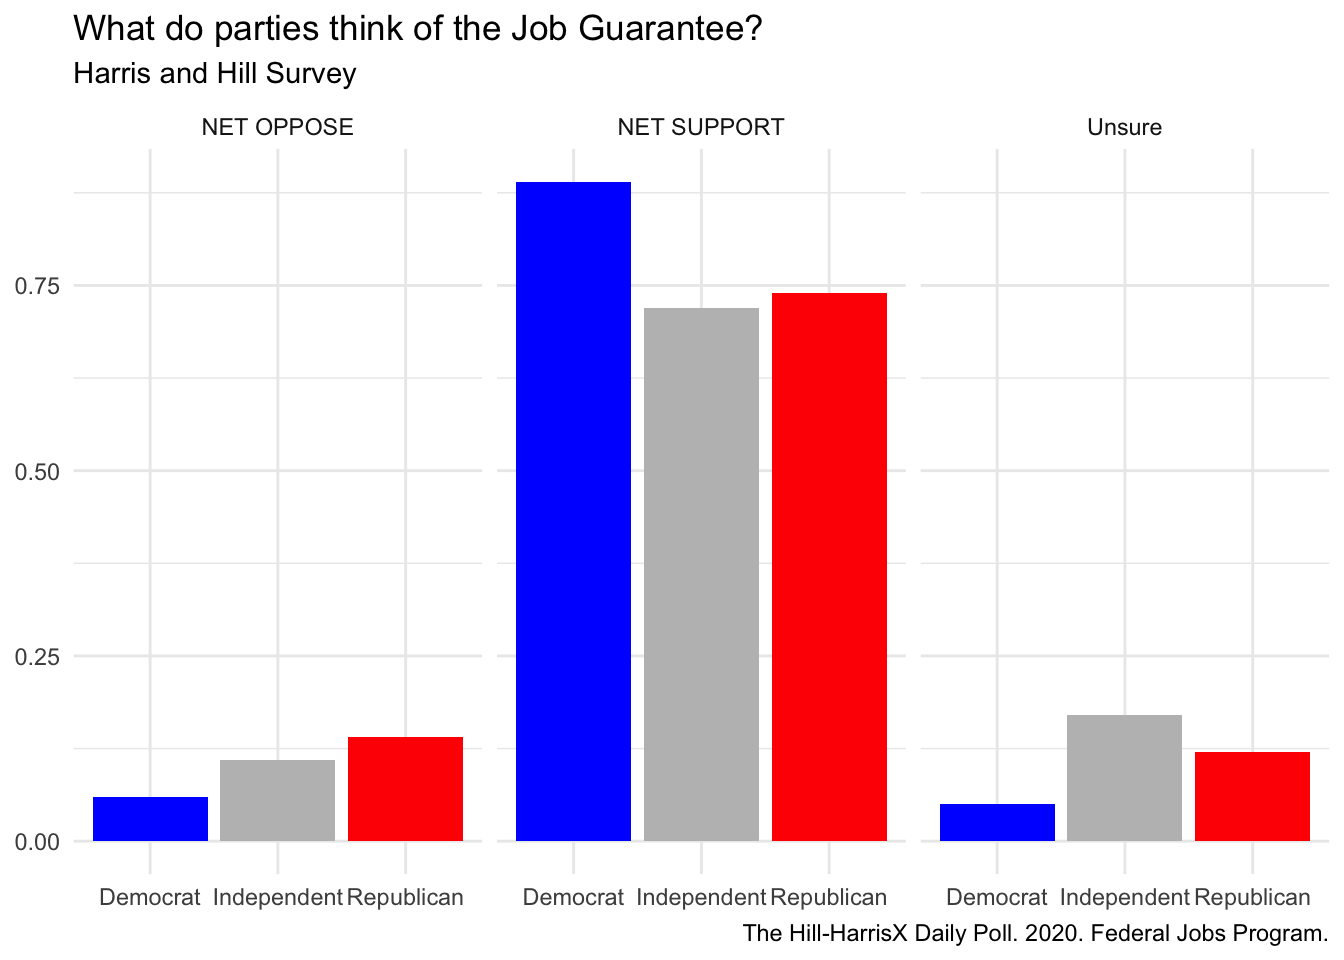 What do parties think of the Job Guarantee?
Harris and Hill Survey
NET OPPOSE
NET SUPPORT
Unsure
0.75
0.50
0.25
0.00
Democrat Independent Republican
Democrat Independent Republican
Democrat Independent Republican
The Hill-HarrisX Daily Poll. 2020. Federal Jobs Program.